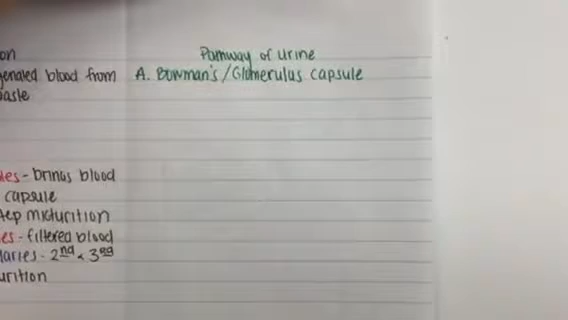 on
Pathway of urine
genated blood from
A. Bowman's/Glomerulus capsule
aste
les - brings blood
capsule
tep micturition
es - filtered blood
laries - 2nd & 3rd
urition